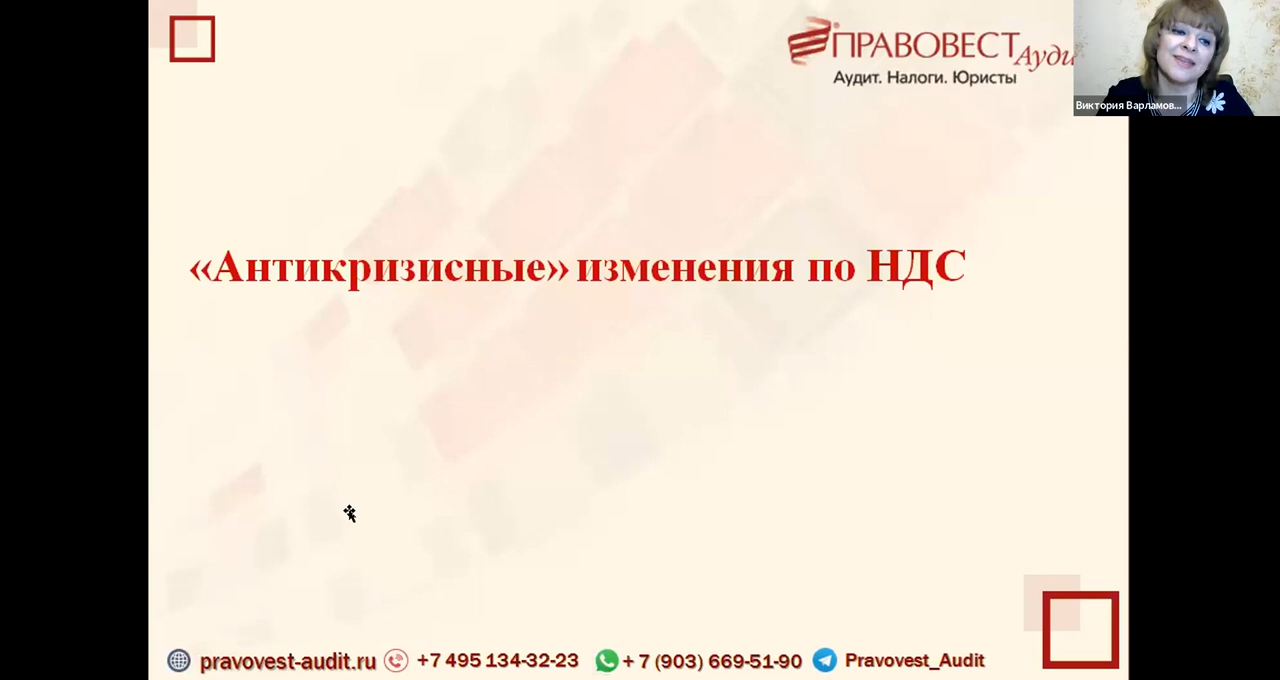 ПРАВОВЕСТ
Аудит. Налоги. Юристы
Виктория Варламов...
«Антикризисные» изменения по НДС
pravovest-audit.ru +7 495 134-32-23 + 7 (903) 669-51-90 Pravovest_Audit